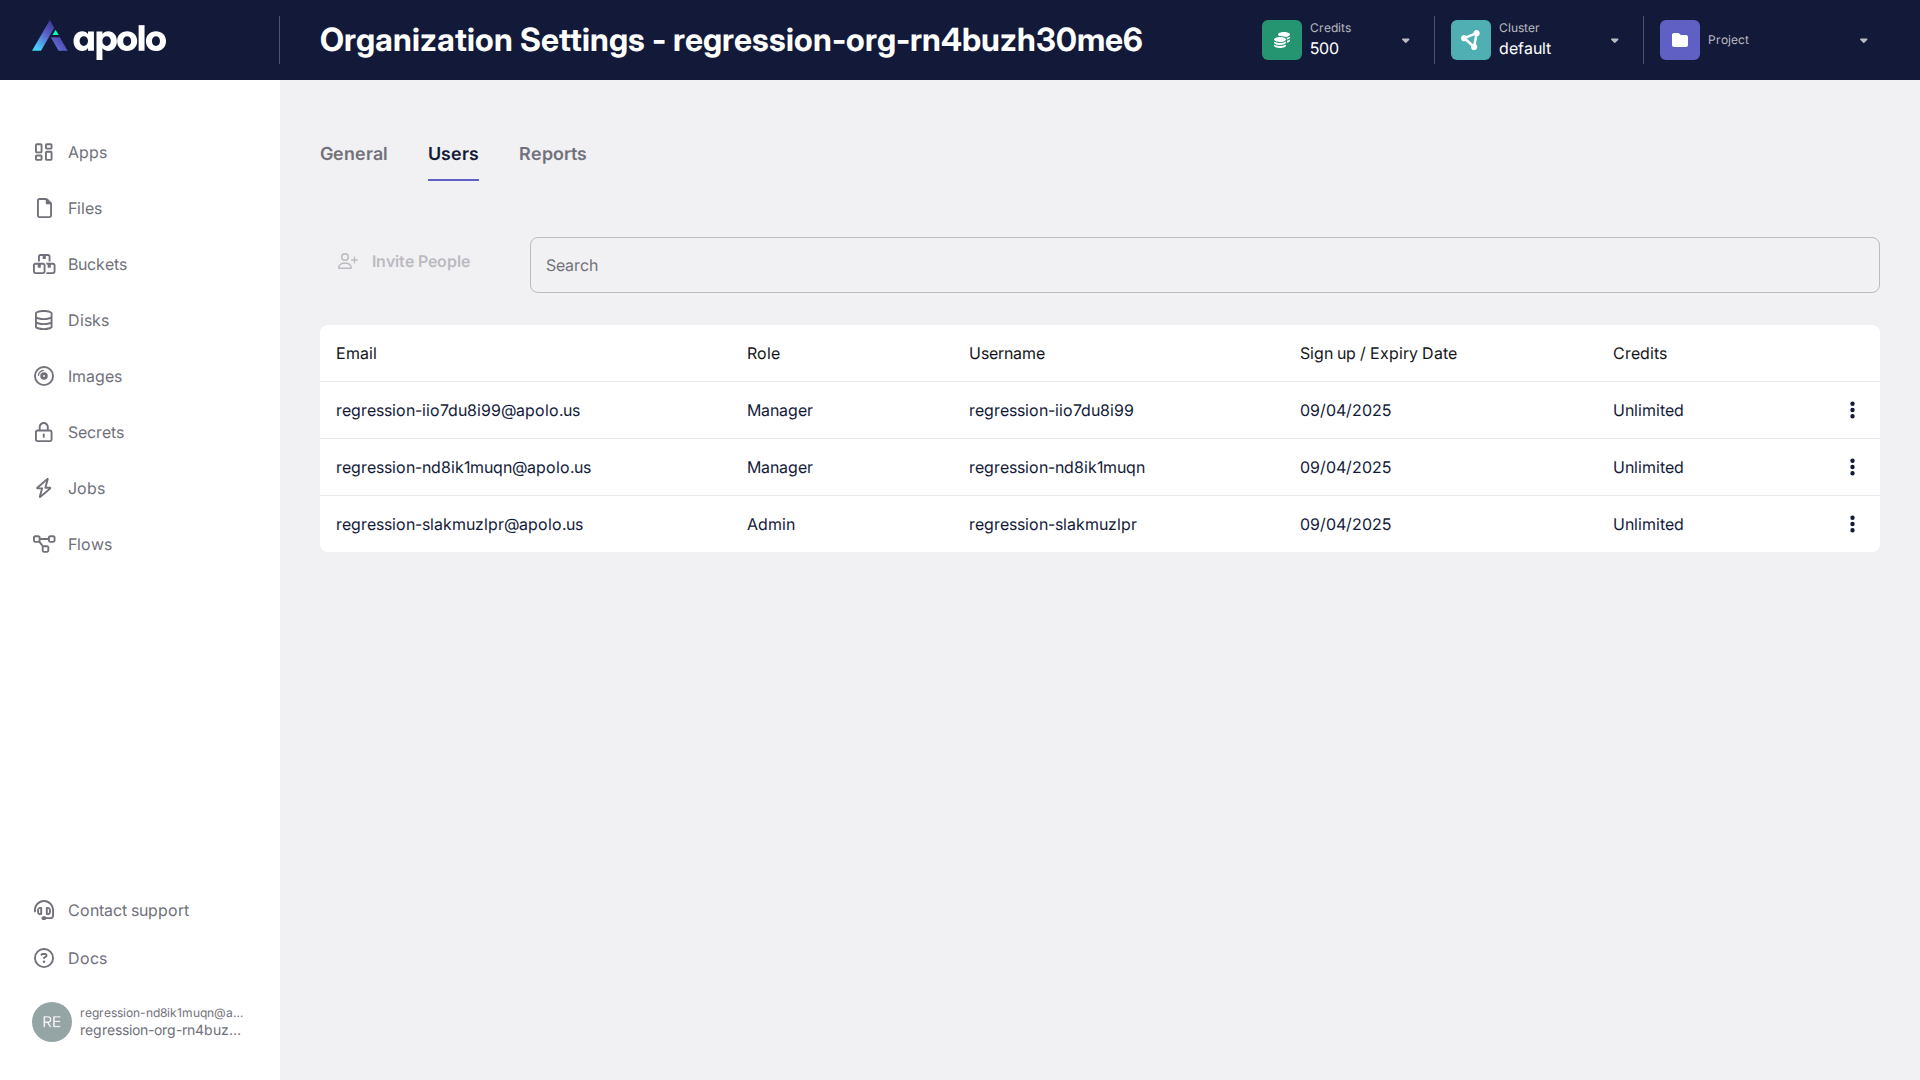 apolo
Organization Settings - regression-org-rn4buzh30me6
Credits
500
Cluster
default
Project
Apps
Files
Buckets
Disks
Images
Secrets
Jobs
Flows
General Users Reports
Invite People
Search
Email Role Username Sign up / Expiry Date Credits
regression-iio7du8i99@apolo.us Manager regression-iio7du8i99 09/04/2025 Unlimited
regression-nd8ik1muqn@apolo.us Manager regression-nd8ik1muqn 09/04/2025 Unlimited
regression-slakmuzlpr@apolo.us Admin regression-slakmuzlpr 09/04/2025 Unlimited
Contact support
Docs
RE
regression-nd8ik1muqn@a...
regression-org-rn4buz...